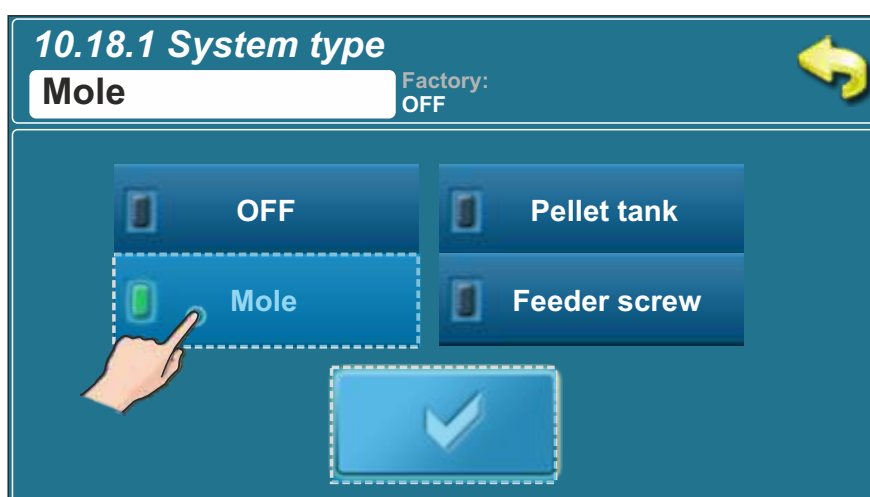 10.18.1 System type
Mole
Factory:
OFF
OFF
Pellet tank
Mole
Feeder screw